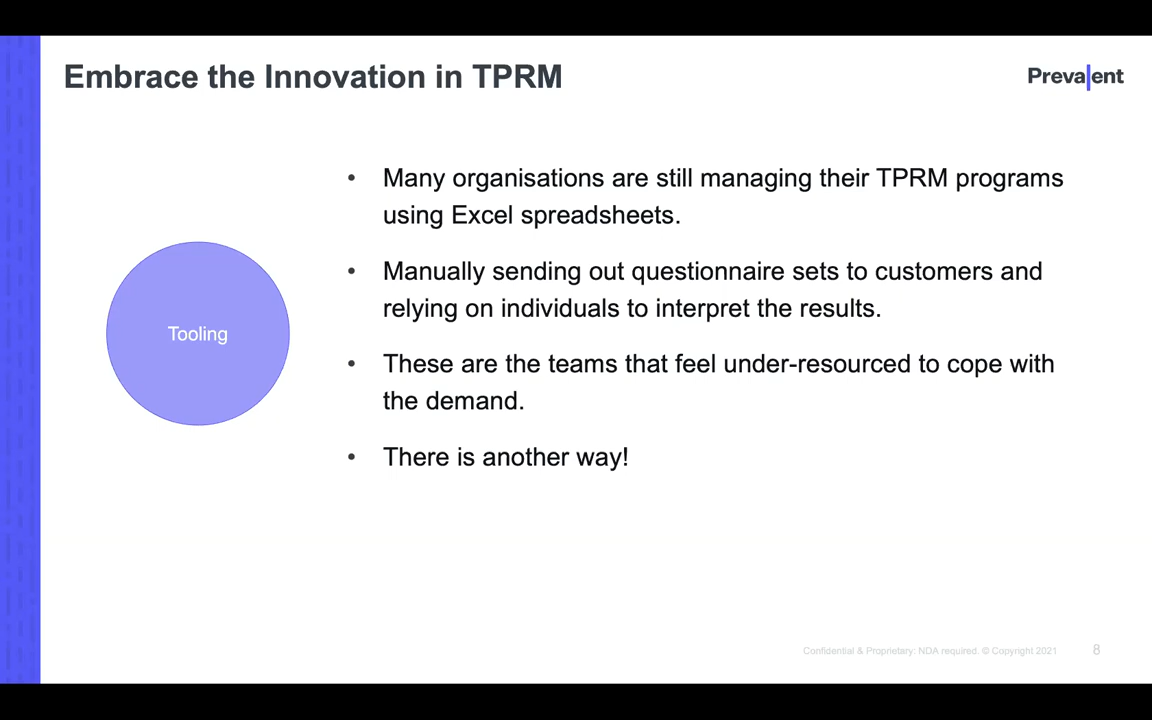 Embrace the Innovation in TPRM
Prevalent
• Many organisations are still managing their TPRM programs
using Excel spreadsheets.
• Manually sending out questionnaire sets to customers and
relying on individuals to interpret the results.
Tooling
• These are the teams that feel under-resourced to cope with
the demand.
• There is another way!
Confidential & Proprietary: NDA required. © Copyright 2021
8